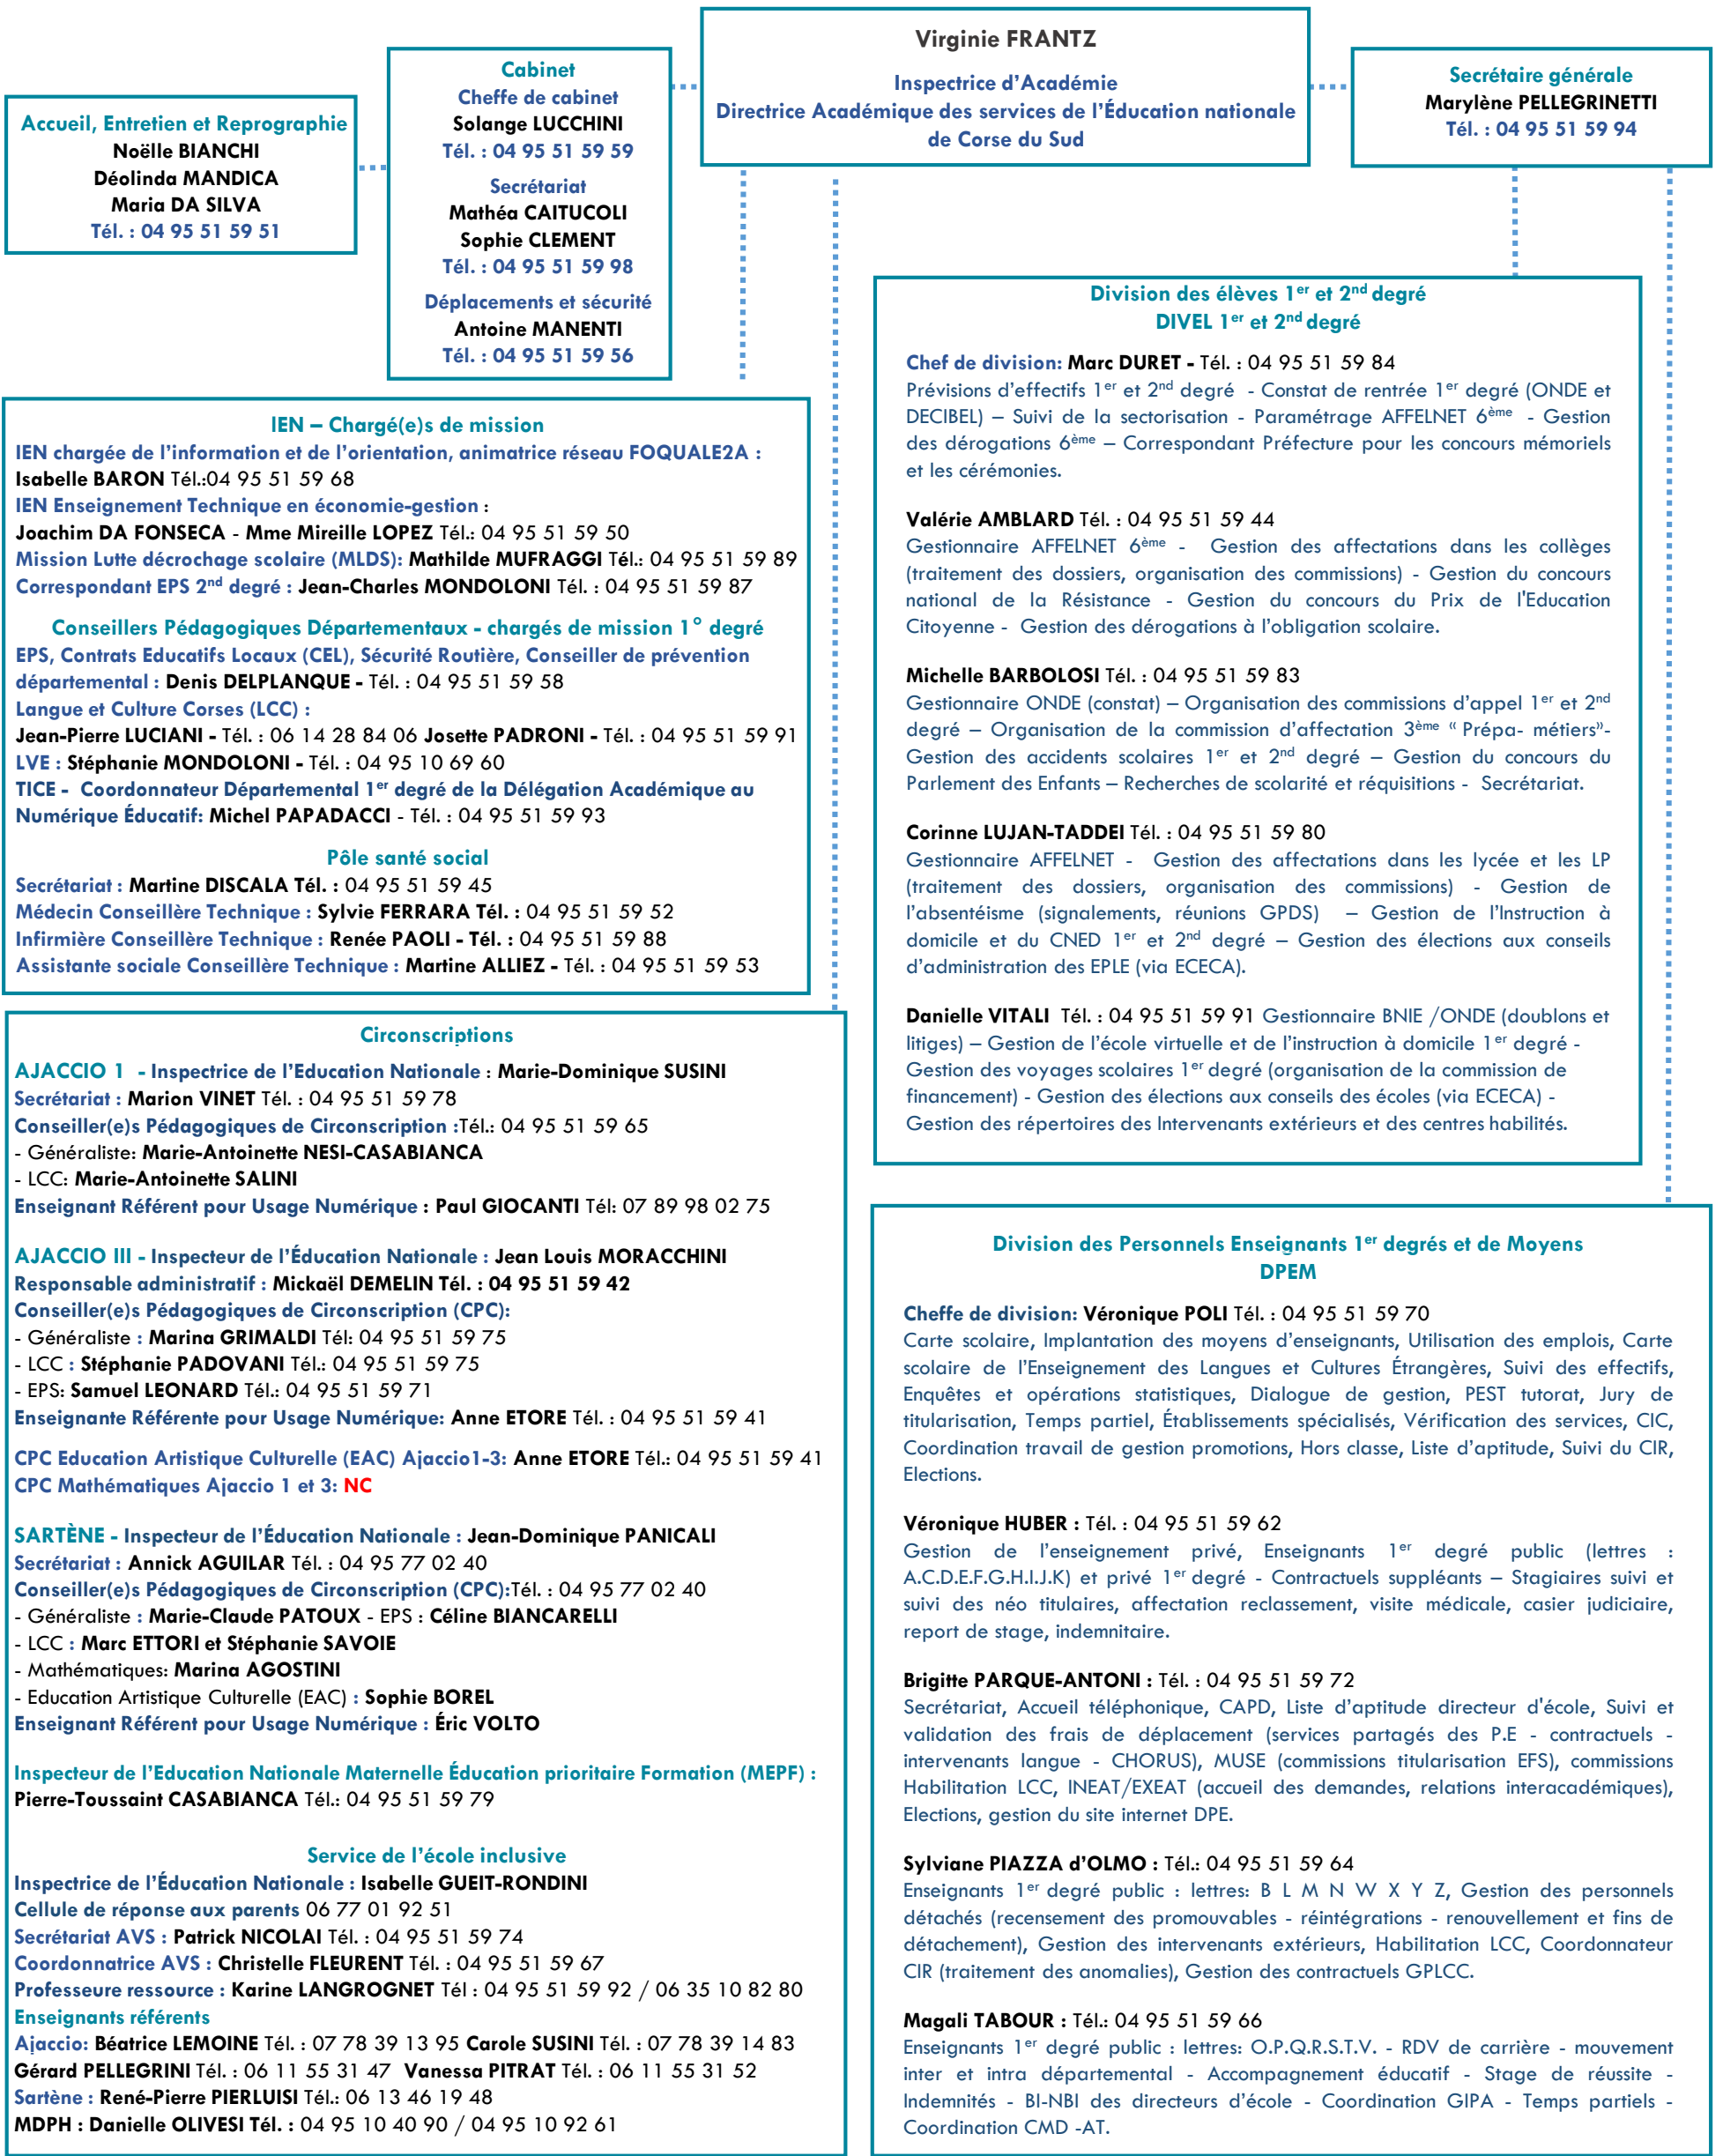 Virginie FRANTZ
Inspectrice d'Académie
Directrice Académique des services de l'Éducation nationale
de Corse du Sud
Cabinet
Cheffe de cabinet
Solange LUCCHINI
Tél. : 04 95 51 59 59
Secrétariat
Mathéa CAITUCOLI
Sophie CLEMENT
Tél. : 04 95 51 59 98
Déplacements et sécurité
Antoine MANENTI
Tél. : 04 95 51 59 56
Accueil, Entretien et Reprographie
Noëlle BIANCHI
Déolinda MANDICA
Maria DA SILVA
Tél. : 04 95 51 59 51
Secrétaire générale
Marylène PELLEGRINETTI
Tél. : 04 95 51 59 94
IEN – Chargé(e)s de mission
IEN chargée de l'information et de l'orientation, animatrice réseau FOQUALE2A :
Isabelle BARON Tél.:04 95 51 59 68
IEN Enseignement Technique en économie-gestion :
Joachim DA FONSECA - Mme Mireille LOPEZ Tél.: 04 95 51 59 50
Mission Lutte décrochage scolaire (MLDS): Mathilde MUFRAGGI Tél.: 04 95 51 59 89
Correspondant EPS 2nd degré : Jean-Charles MONDOLONI Tél. : 04 95 51 59 87
Conseillers Pédagogiques Départementaux - chargés de mission 1° degré
EPS, Contrats Educatifs Locaux (CEL), Sécurité Routière, Conseiller de prévention
départemental : Denis DELPLANQUE - Tél. : 04 95 51 59 58
Langue et Culture Corses (LCC) :
Jean-Pierre LUCIANI - Tél. : 06 14 28 84 06 Josette PADRONI - Tél. : 04 95 51 59 91
LVE : Stéphanie MONDOLONI - Tél. : 04 95 10 69 60
TICE - Coordonnateur Départemental 1er degré de la Délégation Académique au
Numérique Éducatif: Michel PAPADACCI - Tél. : 04 95 51 59 93
Pôle santé social
Secrétariat : Martine DISCALA Tél. : 04 95 51 59 45
Médecin Conseillère Technique : Sylvie FERRARA Tél. : 04 95 51 59 52
Infirmière Conseillère Technique : Renée PAOLI - Tél. : 04 95 51 59 88
Assistante sociale Conseillère Technique : Martine ALLIEZ - Tél. : 04 95 51 59 53
Circonscriptions
AJACCIO 1 - Inspectrice de l'Education Nationale : Marie-Dominique SUSINI
Secrétariat : Marion VINET Tél. : 04 95 51 59 78
Conseiller(e)s Pédagogiques de Circonscription :Tél.: 04 95 51 59 65
- Généraliste: Marie-Antoinette NESI-CASABIANCA
- LCC: Marie-Antoinette SALINI
Enseignant Référent pour Usage Numérique : Paul GIOCANTI Tél: 07 89 98 02 75
AJACCIO III - Inspecteur de l'Éducation Nationale : Jean Louis MORACCHINI
Responsable administratif : Mickaël DEMELIN Tél. : 04 95 51 59 42
Conseiller(e)s Pédagogiques de Circonscription (CPC):
- Généraliste : Marina GRIMALDI Tél: 04 95 51 59 75
- LCC : Stéphanie PADOVANI Tél.: 04 95 51 59 75
- EPS: Samuel LEONARD Tél.: 04 95 51 59 71
Enseignante Référente pour Usage Numérique: Anne ETORE Tél. : 04 95 51 59 41
CPC Education Artistique Culturelle (EAC) Ajaccio1-3: Anne ETORE Tél.: 04 95 51 59 41
CPC Mathématiques Ajaccio 1 et 3: NC
SARTÈNE - Inspecteur de l'Éducation Nationale : Jean-Dominique PANICALI
Secrétariat : Annick AGUILAR Tél. : 04 95 77 02 40
Conseiller(e)s Pédagogiques de Circonscription (CPC):Tél. : 04 95 77 02 40
- Généraliste : Marie-Claude PATOUX - EPS : Céline BIANCARELLI
- LCC : Marc ETTORI et Stéphanie SAVOIE
- Mathématiques: Marina AGOSTINI
- Education Artistique Culturelle (EAC) : Sophie BOREL
Enseignant Référent pour Usage Numérique : Éric VOLTO
Inspecteur de l'Education Nationale Maternelle Éducation prioritaire Formation (MEPF) :
Pierre-Toussaint CASABIANCA Tél.: 04 95 51 59 79
Service de l'école inclusive
Inspectrice de l'Éducation Nationale : Isabelle GUEIT-RONDINI
Cellule de réponse aux parents 06 77 01 92 51
Secrétariat AVS : Patrick NICOLAI Tél. : 04 95 51 59 74
Coordonnatrice AVS : Christelle FLEURENT Tél. : 04 95 51 59 67
Professeure ressource : Karine LANGROGNET Tél : 04 95 51 59 92 / 06 35 10 82 80
Enseignants référents
Ajaccio: Béatrice LEMOINE Tél. : 07 78 39 13 95 Carole SUSINI Tél. : 07 78 39 14 83
Gérard PELLEGRINI Tél. : 06 11 55 31 47 Vanessa PITRAT Tél. : 06 11 55 31 52
Sartène : René-Pierre PIERLUISI Tél.: 06 13 46 19 48
MDPH : Danielle OLIVESI Tél. : 04 95 10 40 90 / 04 95 10 92 61
Division des élèves 1er et 2nd degré
DIVEL 1er et 2nd degré
Chef de division: Marc DURET - Tél. : 04 95 51 59 84
Prévisions d'effectifs 1er et 2nd degré - Constat de rentrée 1er degré (ONDE et
DECIBEL) – Suivi de la sectorisation - Paramétrage AFFELNET 6ème - Gestion
des dérogations 6ème – Correspondant Préfecture pour les concours mémoriels
et les cérémonies.
Valérie AMBLARD Tél. : 04 95 51 59 44
Gestionnaire AFFELNET 6ème - Gestion des affectations dans les collèges
(traitement des dossiers, organisation des commissions) - Gestion du concours
national de la Résistance - Gestion du concours du Prix de l'Education
Citoyenne - Gestion des dérogations à l'obligation scolaire.
Michelle BARBOLOSI Tél. : 04 95 51 59 83
Gestionnaire ONDE (constat) – Organisation des commissions d'appel 1er et 2nd
degré – Organisation de la commission d'affectation 3ème “ Prépa- métiers”-
Gestion des accidents scolaires 1er et 2nd degré – Gestion du concours du
Parlement des Enfants – Recherches de scolarité et réquisitions - Secrétariat.
Corinne LUJAN-TADDEI Tél. : 04 95 51 59 80
Gestionnaire AFFELNET - Gestion des affectations dans les lycée et les LP
(traitement des dossiers, organisation des commissions) - Gestion de
l'absentéisme (signalements, réunions GPDS) – Gestion de l'Instruction à
domicile et du CNED 1er et 2nd degré – Gestion des élections aux conseils
d'administration des EPLE (via ECECA).
Danielle VITALI Tél. : 04 95 51 59 91 Gestionnaire BNIE /ONDE (doublons et
litiges) – Gestion de l'école virtuelle et de l'instruction à domicile 1er degré -
Gestion des voyages scolaires 1er degré (organisation de la commission de
financement) - Gestion des élections aux conseils des écoles (via ECECA) -
Gestion des répertoires des Intervenants extérieurs et des centres habilités.
Division des Personnels Enseignants 1er degrés et de Moyens
DPEM
Cheffe de division: Véronique POLI Tél. : 04 95 51 59 70
Carte scolaire, Implantation des moyens d'enseignants, Utilisation des emplois, Carte
scolaire de l'Enseignement des Langues et Cultures Étrangères, Suivi des effectifs,
Enquêtes et opérations statistiques, Dialogue de gestion, PEST tutorat, Jury de
titularisation, Temps partiel, Établissements spécialisés, Vérification des services, CIC,
Coordination travail de gestion promotions, Hors classe, Liste d'aptitude, Suivi du CIR,
Elections.
Véronique HUBER : Tél. : 04 95 51 59 62
Gestion de l'enseignement privé, Enseignants 1er degré public (lettres :
A.C.D.E.F.G.H.I.J.K) et privé 1er degré - Contractuels suppléants – Stagiaires suivi et
suivi des néo titulaires, affectation reclassement, visite médicale, casier judiciaire,
report de stage, indemnitaire.
Brigitte PARQUE-ANTONI : Tél. : 04 95 51 59 72
Secrétariat, Accueil téléphonique, CAPD, Liste d'aptitude directeur d'école, Suivi et
validation des frais de déplacement (services partagés des P.E - contractuels -
intervenants langue - CHORUS), MUSE (commissions titularisation EFS), commissions
Habilitation LCC, INEAT/EXEAT (accueil des demandes, relations interacadémiques),
Elections, gestion du site internet DPE.
Sylviane PIAZZA d'OLMO : Tél.: 04 95 51 59 64
Enseignants 1er degré public : lettres: B L M N W X Y Z, Gestion des personnels
détachés (recensement des promouvables - réintégrations - renouvellement et fins de
détachement), Gestion des intervenants extérieurs, Habilitation LCC, Coordonnateur
CIR (traitement des anomalies), Gestion des contractuels GPLCC.
Magali TABOUR : Tél.: 04 95 51 59 66
Enseignants 1er degré public : lettres: O.P.Q.R.S.T.V. - RDV de carrière - mouvement
inter et intra départemental - Accompagnement éducatif - Stage de réussite -
Indemnités - BI-NBI des directeurs d'école - Coordination GIPA - Temps partiels -
Coordination CMD -AT.